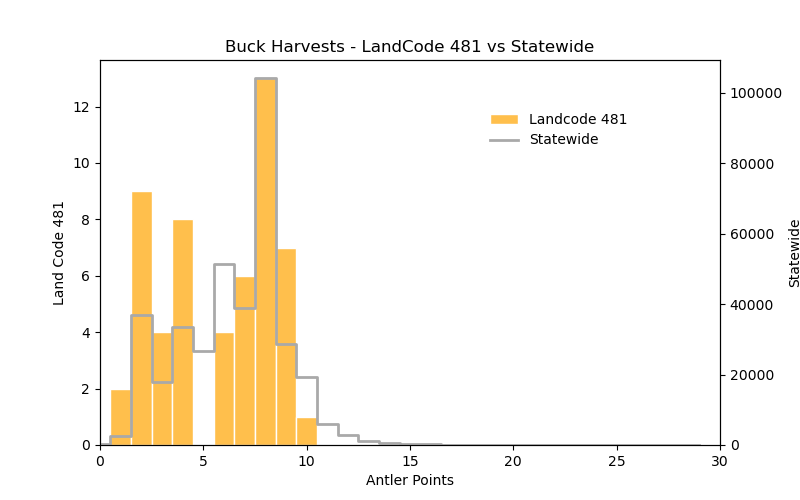 Buck Harvests - LandCode 481 vs Statewide
Land Code 481
12
10
8
6
4
2
0
Landcode 481
Statewide
100000
80000
60000
40000
20000
0
Statewide
0 5 10 15 20 25 30
Antler Points